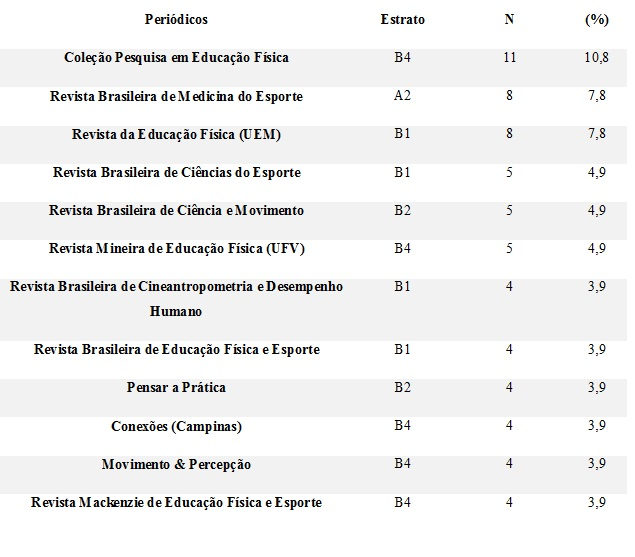 Periódicos Estrato N (%)
Coleção Pesquisa em Educação Física B4 11 10,8
Revista Brasileira de Medicina do Esporte A2 8 7,8
Revista da Educação Física (UEM) B1 8 7,8
Revista Brasileira de Ciências do Esporte B1 5 4,9
Revista Brasileira de Ciência e Movimento B2 5 4,9
Revista Mineira de Educação Física (UFV) B4 5 4,9
Revista Brasileira de Cineantropometria e Desempenho B1 4 3,9
Humano
Revista Brasileira de Educação Física e Esporte B1 4 3,9
Pensar a Prática B2 4 3,9
Conexões (Campinas) B4 4 3,9
Movimento & Percepção B4 4 3,9
Revista Mackenzie de Educação Física e Esporte B4 4 3,9